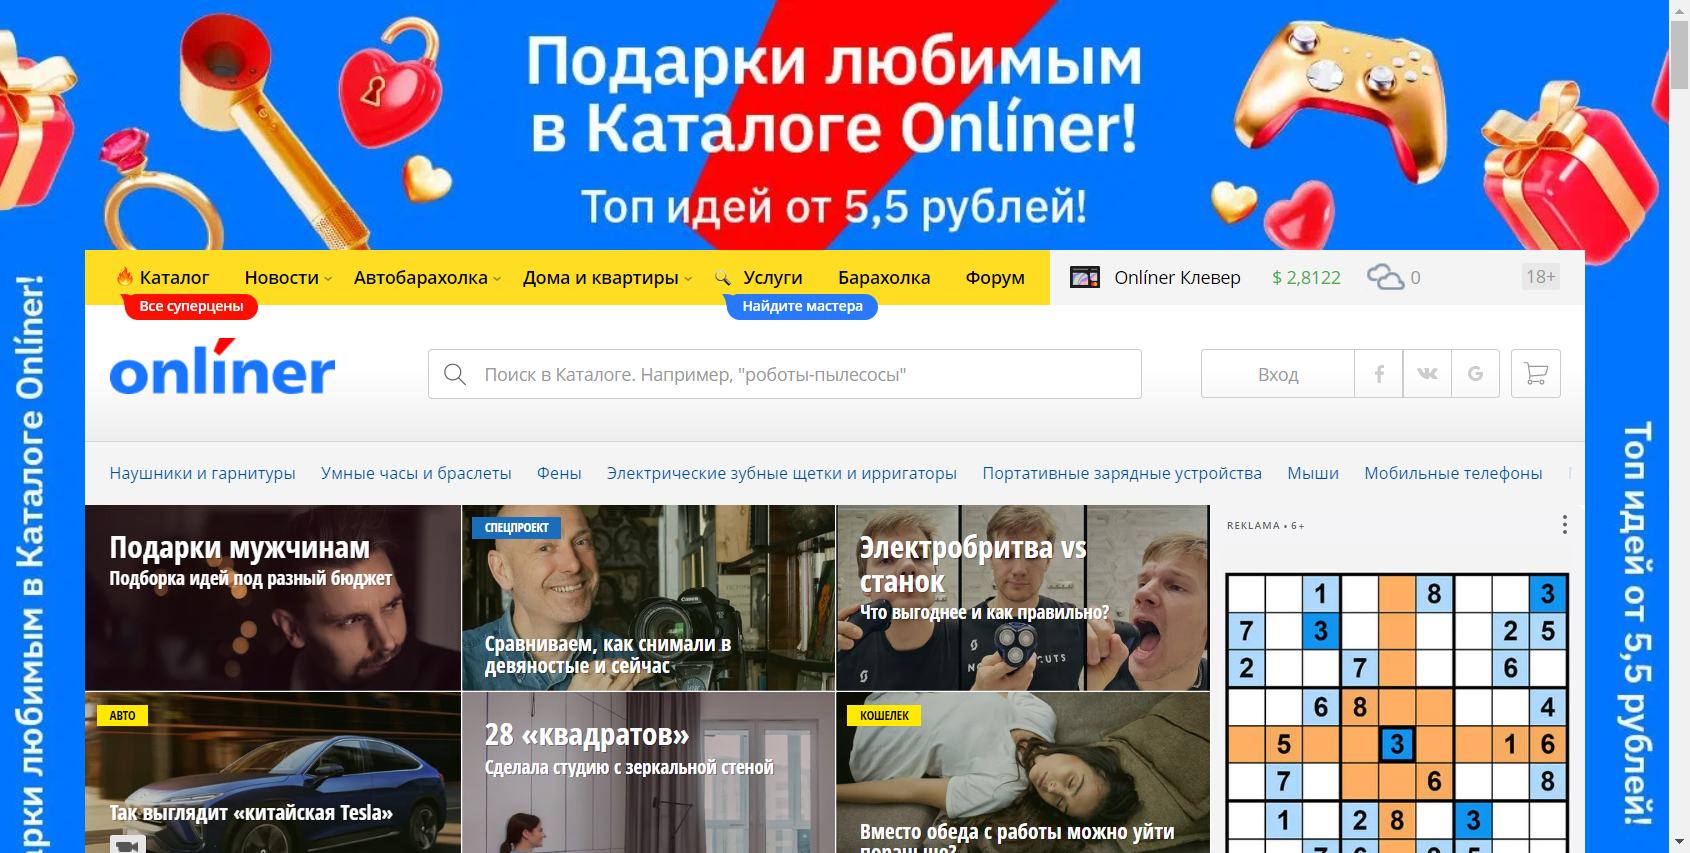 Подарки любимым
в Каталоге Onlíner!
Топ идей от 5,5 рублей!
Каталог
Новости
Автобарахолка
Дома и квартиры
Услуги
Барахолка
Форум
Onlíner Клевер
$ 2,8122
0
18+
Все суперцены
Найдите мастера
onlíner
Поиск в Каталоге. Например, "роботы-пылесосы"
Вход
Наушники и гарнитуры
Умные часы и браслеты
Фены
Электрические зубные щетки и ирригаторы
Портативные зарядные устройства
Мыши
Мобильные телефоны
Подарки мужчинам
Подборка идей под разный бюджет
СПЕЦПРОЕКТ
Canon
Сравниваем, как снимали в
девяностые и сейчас
Электробритва vs
станок
Что выгоднее и как правильно?
REKLAMA • 6+
1 8 3
7 3 2 5
2 7 6
6 8 4
5 3 1 6
7 6 8
1 2 8 3
АВТО
Так выглядит «китайская Tesla»
28 «квадратов»
Сделала студию с зеркальной стеной
КОШЕЛЕК
Вместо обеда с работы можно уйти
пораньше?
арки любимым в Каталоге Onlíner!
Топ идей от 5,5 рублей!